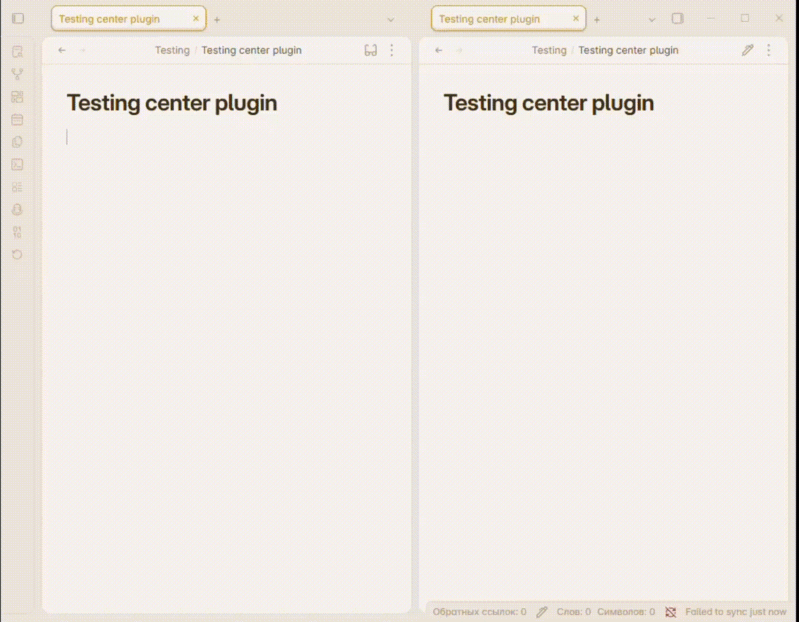 Testing center plugin
Testing center plugin
Testing / Testing center plugin
Testing / Testing center plugin
Testing center plugin
Testing center plugin
Обратных ссылок: 0 Слов: 0 Символов: 0 Failed to sync just now